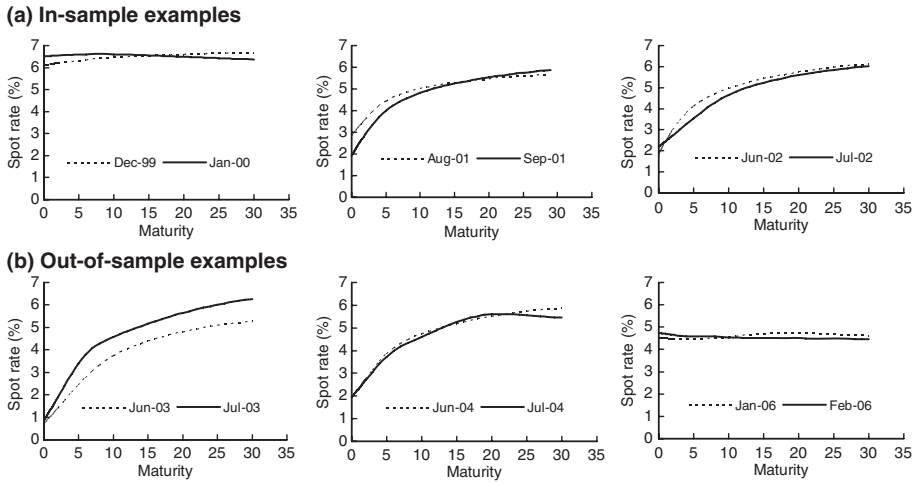 (a) In-sample examples
Spot rate (%)
7
6
5
4
3
2
1
0
Dec-99 Jan-00
0 5 10 15 20 25 30 35
Maturity
Spot rate (%)
7
6
5
4
3
2
1
0
Aug-01 Sep-01
0 5 10 15 20 25 30 35
Maturity
Spot rate (%)
7
6
5
4
3
2
1
0
Jun-02 Jul-02
0 5 10 15 20 25 30 35
Maturity
(b) Out-of-sample examples
Spot rate (%)
7
6
5
4
3
2
1
0
Jun-03 Jul-03
0 5 10 15 20 25 30 35
Maturity
Spot rate (%)
7
6
5
4
3
2
1
0
Jun-04 Jul-04
0 5 10 15 20 25 30 35
Maturity
Spot rate (%)
7
6
5
4
3
2
1
0
Jan-06 Feb-06
0 5 10 15 20 25 30 35
Maturity